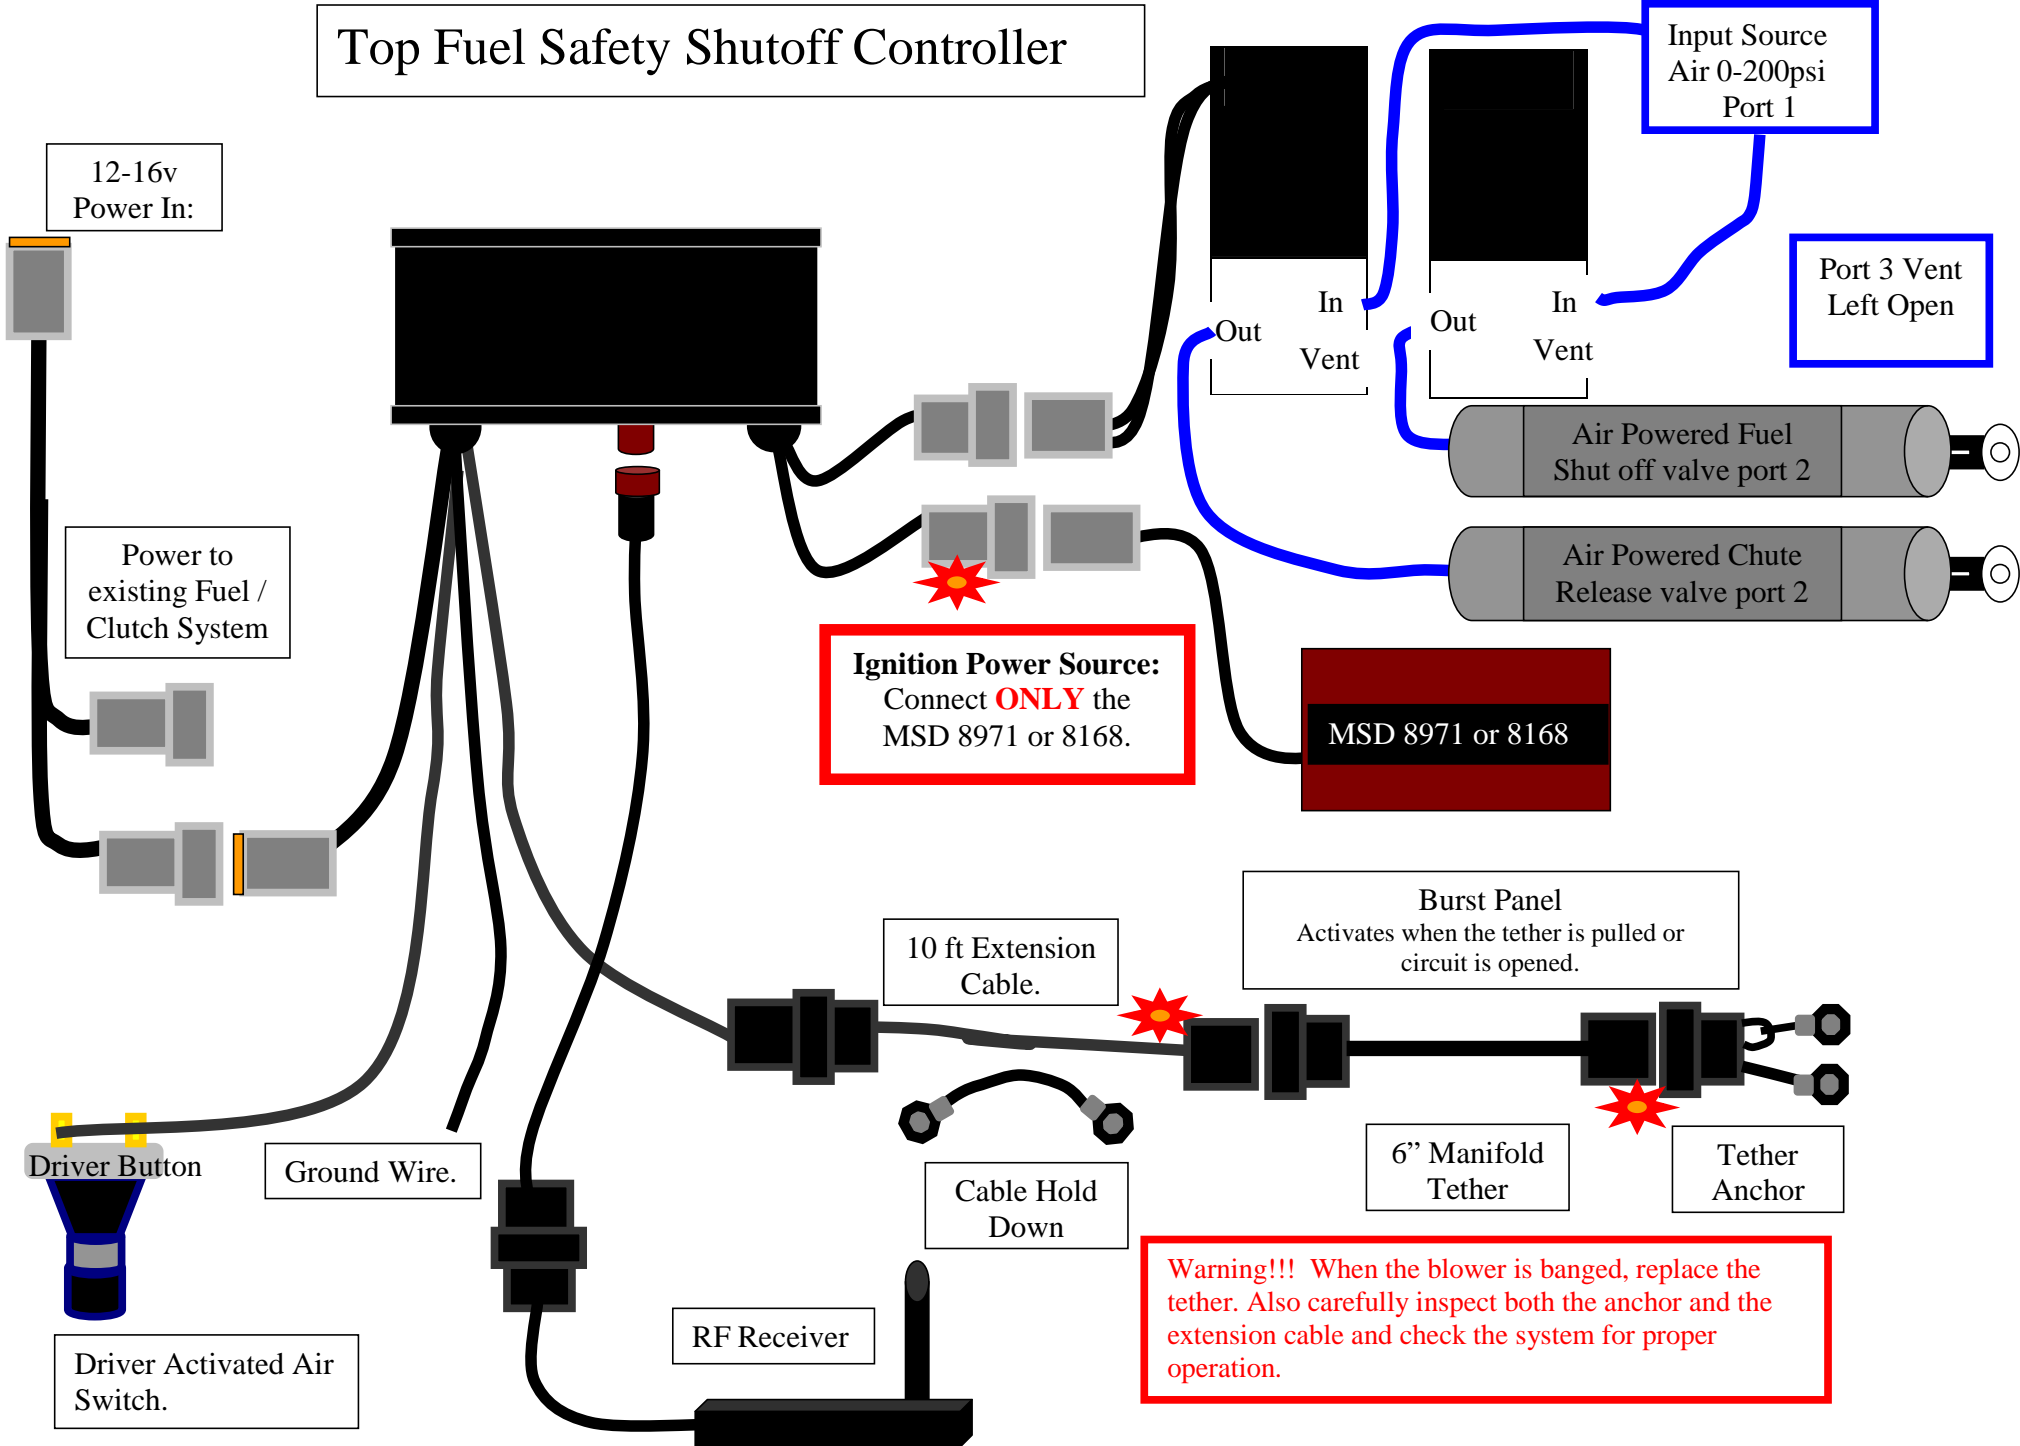 Top Fuel Safety Shutoff Controller
Input Source
Air 0-200psi
Port 1
12-16v
Power In:
Port 3 Vent
Left Open
In
Out
Vent
In
Out
Vent
Air Powered Fuel
Shut off valve port 2
Air Powered Chute
Release valve port 2
Power to
existing Fuel /
Clutch System
Ignition Power Source:
Connect ONLY the
MSD 8971 or 8168.
MSD 8971 or 8168
Burst Panel
Activates when the tether is pulled or
circuit is opened.
10 ft Extension
Cable.
Driver Button
Ground Wire.
Cable Hold
Down
6” Manifold
Tether
Tether
Anchor
Warning!!!  When the blower is banged, replace the
tether. Also carefully inspect both the anchor and the
extension cable and check the system for proper
operation.
RF Receiver
Driver Activated Air
Switch.